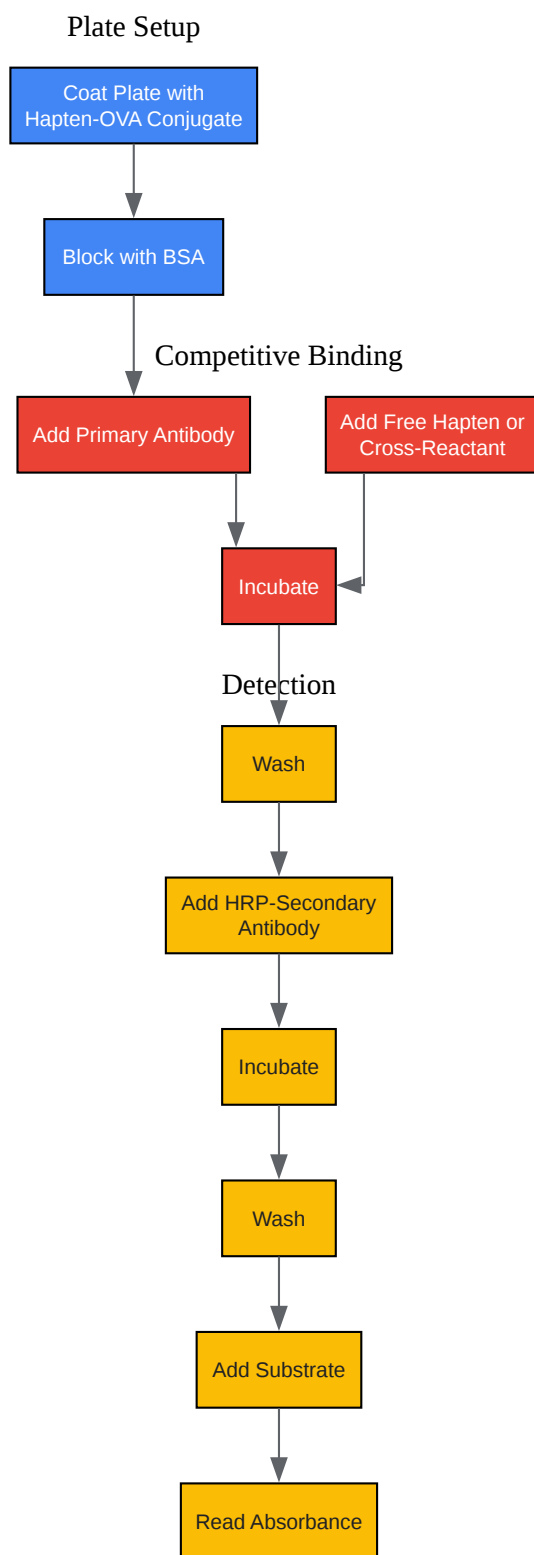 Plate Setup
Coat Plate with
Hapten-OVA Conjugate
Block with BSA
Competitive Binding
Add Primary Antibody
Add Free Hapten or
Cross-Reactant
Incubate
Detection
Wash
Add HRP-Secondary
Antibody
Incubate
Wash
Add Substrate
Read Absorbance